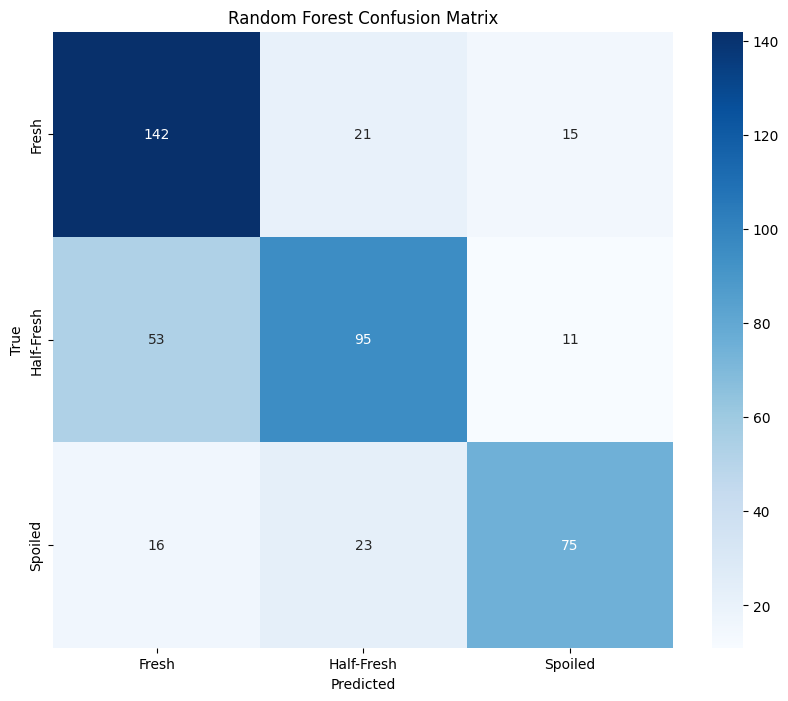 Random Forest Confusion Matrix
Fresh
142
21
15
True
Half-Fresh
53
95
11
Spoiled
16
23
75
Fresh
Half-Fresh
Spoiled
Predicted
140
120
100
80
60
40
20